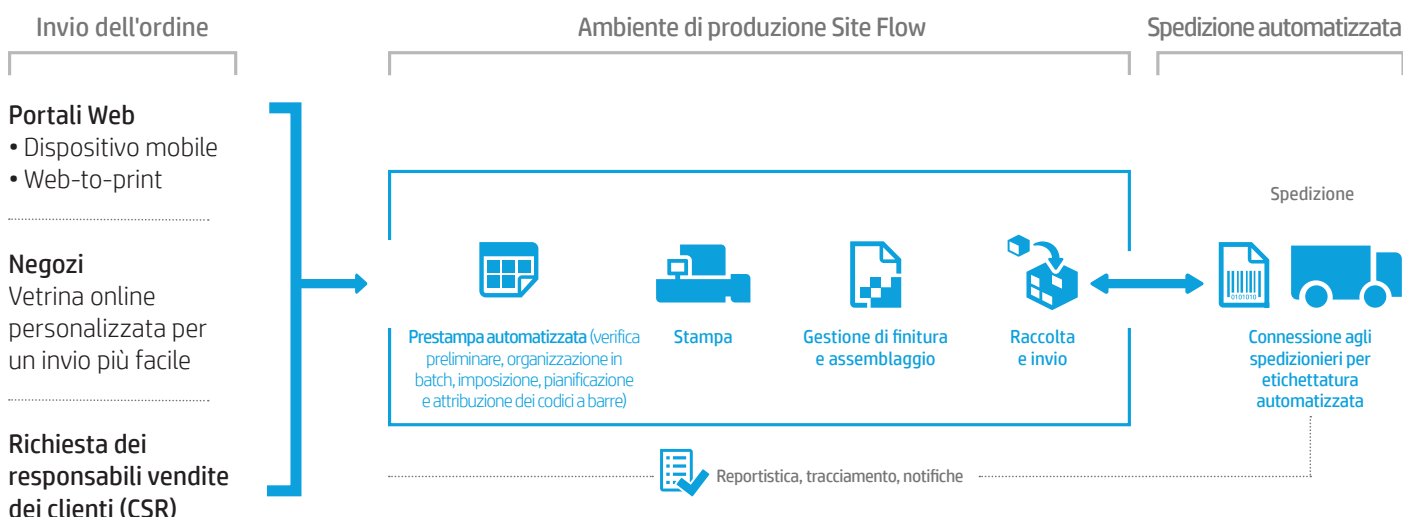 Invio dell'ordine
Ambiente di produzione Site Flow
Spedizione automatizzata
Portali Web
• Dispositivo mobile
• Web-to-print
Negozi
Vetrina online
personalizzata per
un invio più facile
Richiesta dei
responsabili vendite
dei clienti (CSR)
Prestampa automatizzata (verifica
preliminare, organizzazione in
batch, imposizione, pianificazione
e attribuzione dei codici a barre)
Stampa
Gestione di finitura
e assemblaggio
Raccolta
e invio
Spedizione
0101010
Connessione agli
spedizionieri per
etichettatura
automatizzata
Reportistica, tracciamento, notifiche